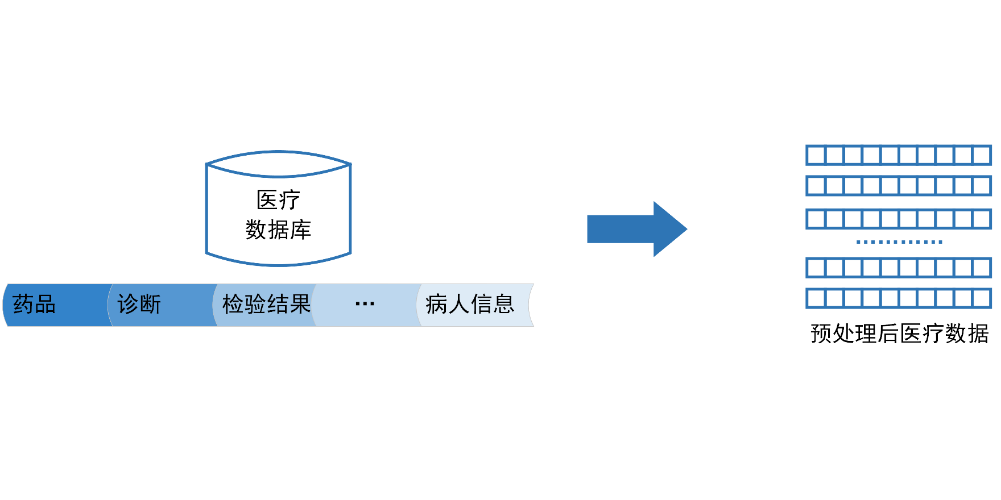 医疗
数据库
药品
诊断
检验结果
...
病人信息
............
预处理后医疗数据